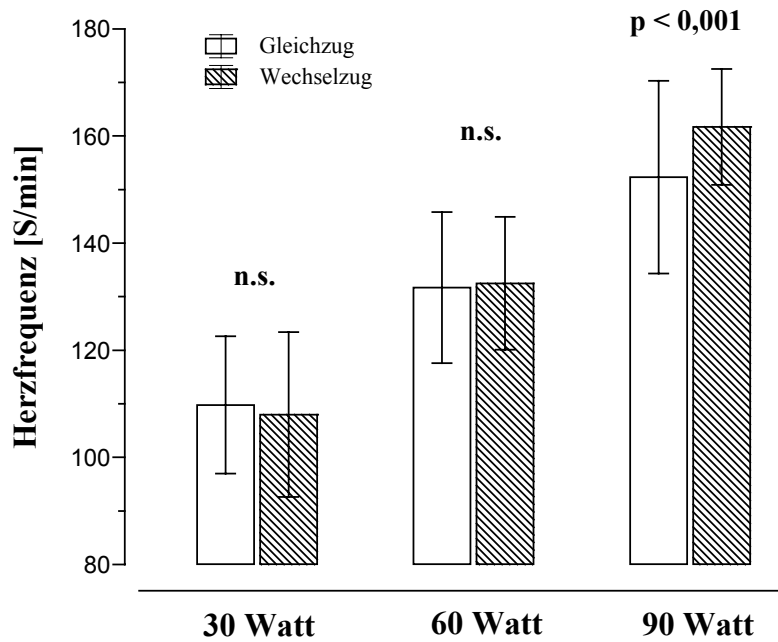 p < 0,001
180
Gleichzug
Wechselzug
160
n.s.
140
n.s.
120
100
80
Herzfrequenz [S/min]
30 Watt 60 Watt 90 Watt